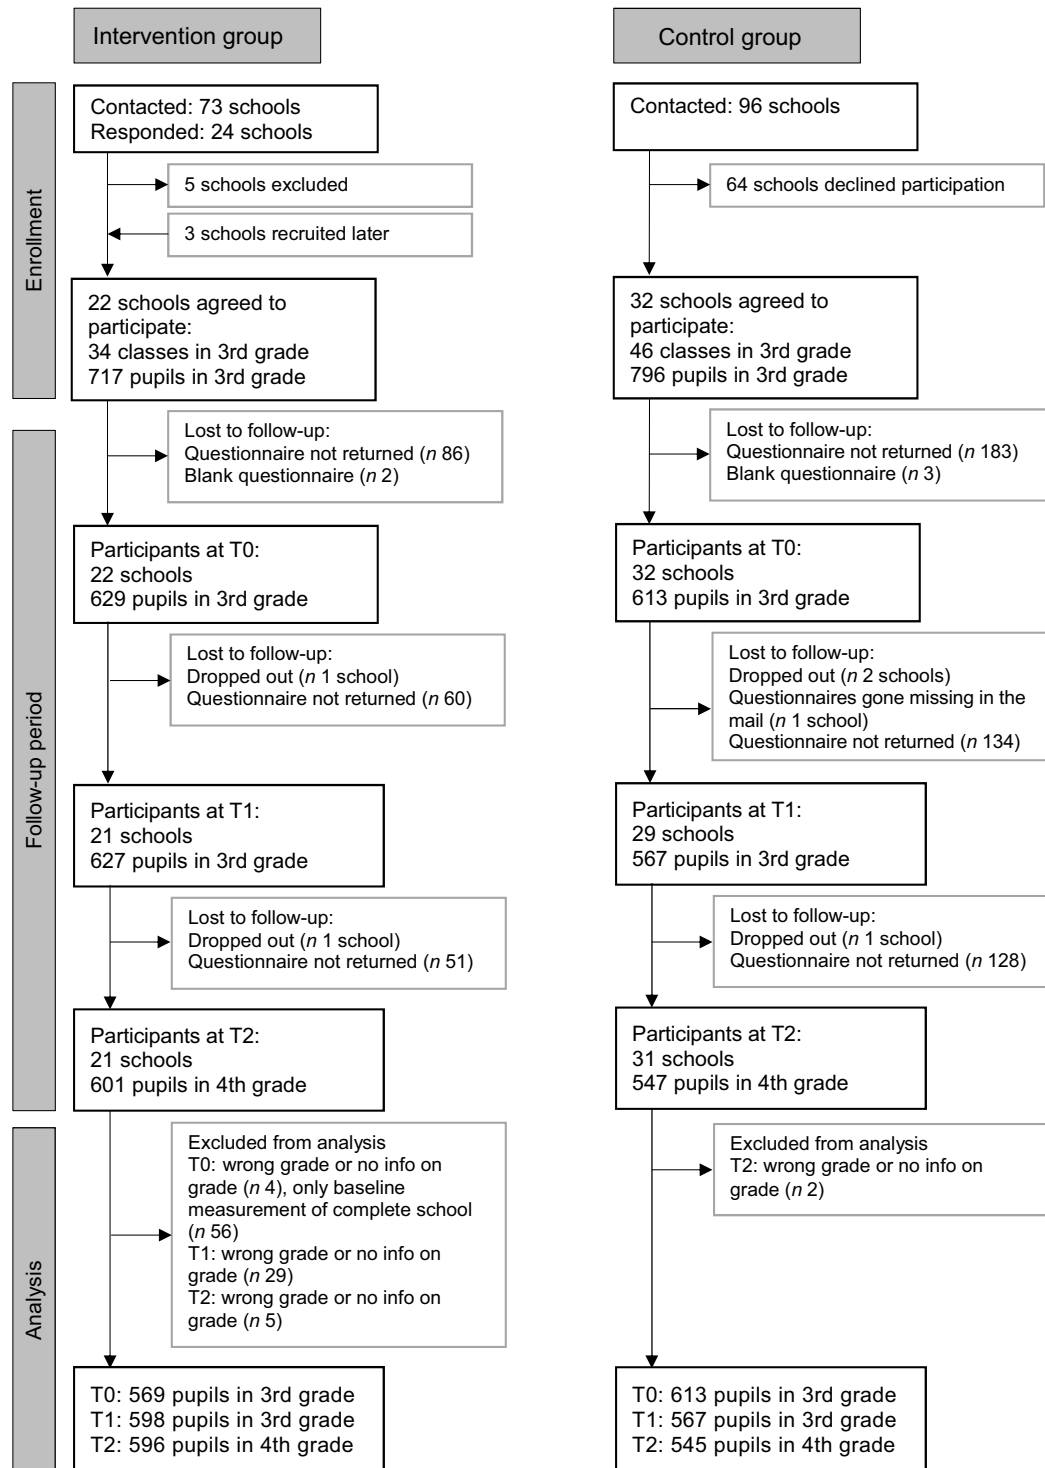 Intervention group
Control group
Enrollment
Contacted: 73 schools
Responded: 24 schools
Contacted: 96 schools
5 schools excluded
64 schools declined participation
3 schools recruited later
22 schools agreed to
participate:
34 classes in 3rd grade
717 pupils in 3rd grade
32 schools agreed to
participate:
46 classes in 3rd grade
796 pupils in 3rd grade
Follow-up period
Lost to follow-up:
Questionnaire not returned (n 86)
Blank questionnaire (n 2)
Lost to follow-up:
Questionnaire not returned (n 183)
Blank questionnaire (n 3)
Participants at T0:
22 schools
629 pupils in 3rd grade
Participants at T0:
32 schools
613 pupils in 3rd grade
Lost to follow-up:
Dropped out (n 1 school)
Questionnaire not returned (n 60)
Lost to follow-up:
Dropped out (n 2 schools)
Questionnaires gone missing in the
mail (n 1 school)
Questionnaire not returned (n 134)
Participants at T1:
21 schools
627 pupils in 3rd grade
Participants at T1:
29 schools
567 pupils in 3rd grade
Lost to follow-up:
Dropped out (n 1 school)
Questionnaire not returned (n 51)
Lost to follow-up:
Dropped out (n 1 school)
Questionnaire not returned (n 128)
Participants at T2:
21 schools
601 pupils in 4th grade
Participants at T2:
31 schools
547 pupils in 4th grade
Analysis
Excluded from analysis
T0: wrong grade or no info on
grade (n 4), only baseline
measurement of complete school
(n 56)
T1: wrong grade or no info on
grade (n 29)
T2: wrong grade or no info on
grade (n 5)
Excluded from analysis
T2: wrong grade or no info on
grade (n 2)
T0: 569 pupils in 3rd grade
T1: 598 pupils in 3rd grade
T2: 596 pupils in 4th grade
T0: 613 pupils in 3rd grade
T1: 567 pupils in 3rd grade
T2: 545 pupils in 4th grade